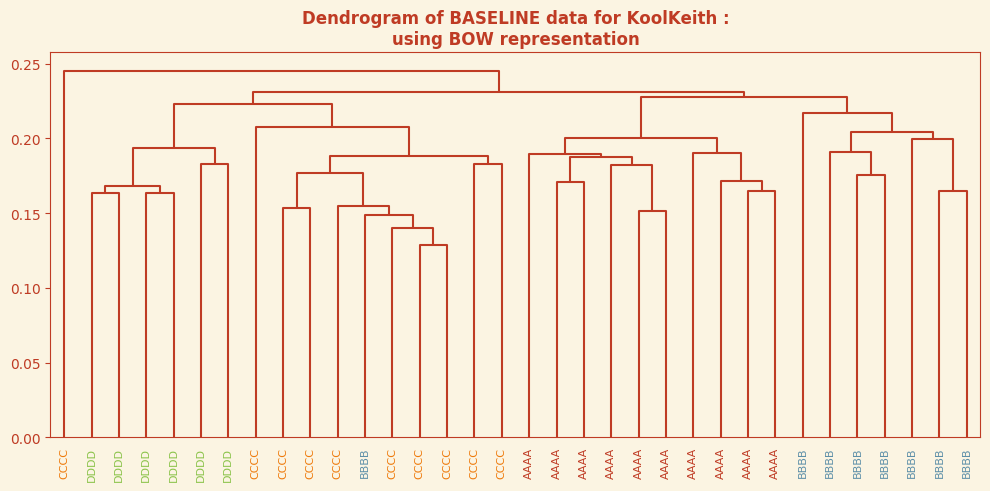 Dendrogram of BASELINE data for KoolKeith :
using BOW representation
0.25
0.20
0.15
0.10
0.05
0.00
CCCC
DDDD
DDDD
DDDD
DDDD
DDDD
DDDD
CCCC
CCCC
CCCC
CCCC
BBBB
CCCC
CCCC
CCCC
CCCC
CCCC
AAAA
AAAA
AAAA
AAAA
AAAA
AAAA
AAAA
AAAA
AAAA
AAAA
BBBB
BBBB
BBBB
BBBB
BBBB
BBBB
BBBB